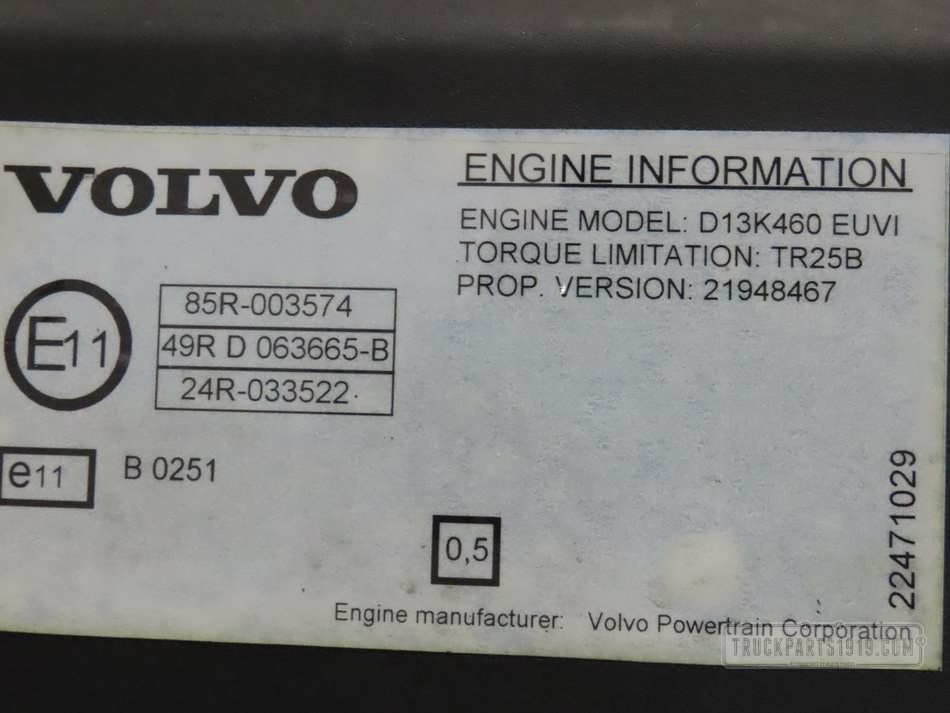 VOLVO
ENGINE INFORMATION
ENGINE MODEL: D13K460 EUVI
TORQUE LIMITATION: TR25B
PROP. VERSION: 21948467
E11
85R-003574
49R D 063665-B
24R-033522
e11
B 0251
0,5
22471029
Engine manufacturer: Volvo Powertrain Corporation
TRUCKPARTS1919.COM®